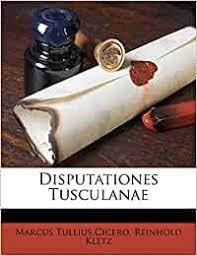 Disputationes
Tusculanae
Marcus Tullius Cicero, Reinhold
Kletz